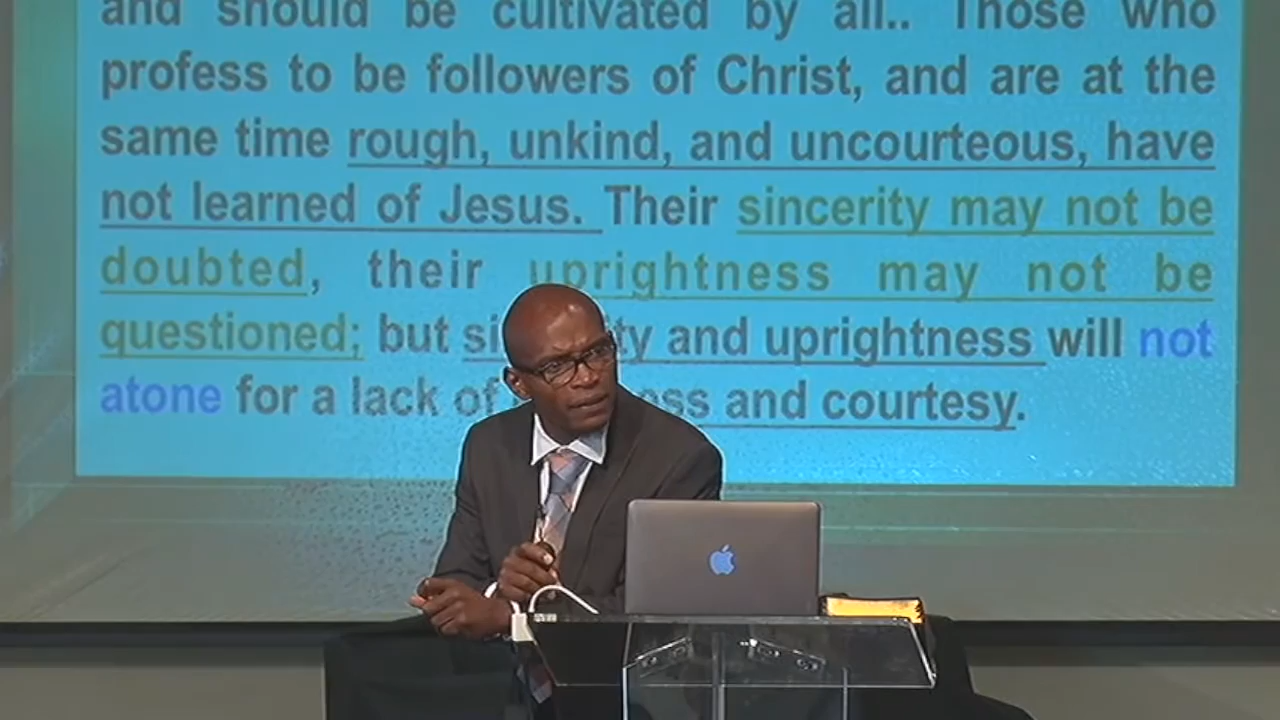 and should be cultivated by all.. Those who
profess to be followers of Christ, and are at the
same time rough, unkind, and uncourteous, have
not learned of Jesus. Their sincerity may not be
doubted, their uprightness may not be
questioned; but and uprightness will not
atone for a lack of and courtesy.